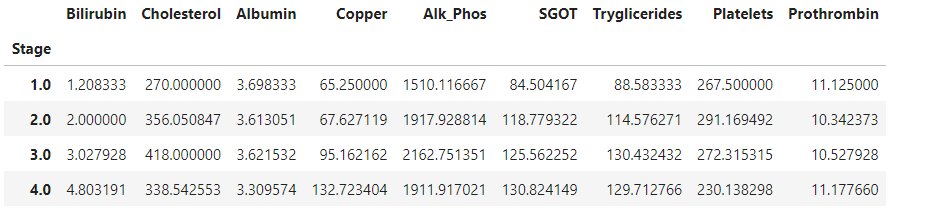 Bilirubin Cholesterol Albumin Copper Alk_Phos SGOT Tryglicerides Platelets Prothrombin
Stage
1.0 1.208333 270.000000 3.698333 65.250000 1510.116667 84.504167 88.583333 267.500000 11.125000
2.0 2.000000 356.050847 3.613051 67.627119 1917.928814 118.779322 114.576271 291.169492 10.342373
3.0 3.027928 418.000000 3.621532 95.162162 2162.751351 125.562252 130.432432 272.315315 10.527928
4.0 4.803191 338.542553 3.309574 132.723404 1911.917021 130.824149 129.712766 230.138298 11.177660